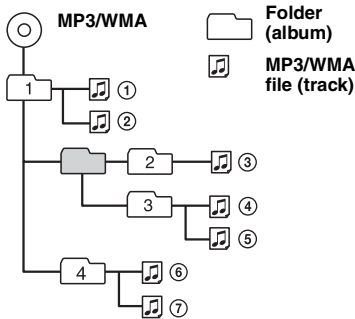 MP3/WMA
Folder
(album)
MP3/WMA
file (track)
1
①
②
2
③
3
④
⑤
4
⑥
⑦